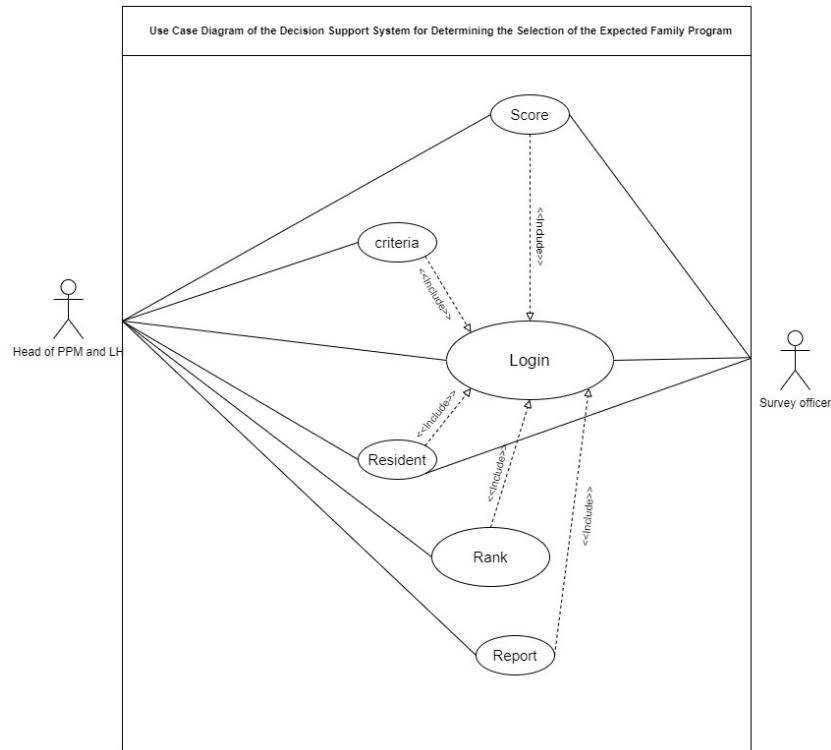 Use Case Diagram of the Decision Support System for Determining the Selection of the Expected Family Program
Score
<<Include>>
criteria
<<Include>>
Head of PPM and LH
Login
Survey officer
<<Include>>
Resident
<<Include>>
<<Include>>
Rank
Report